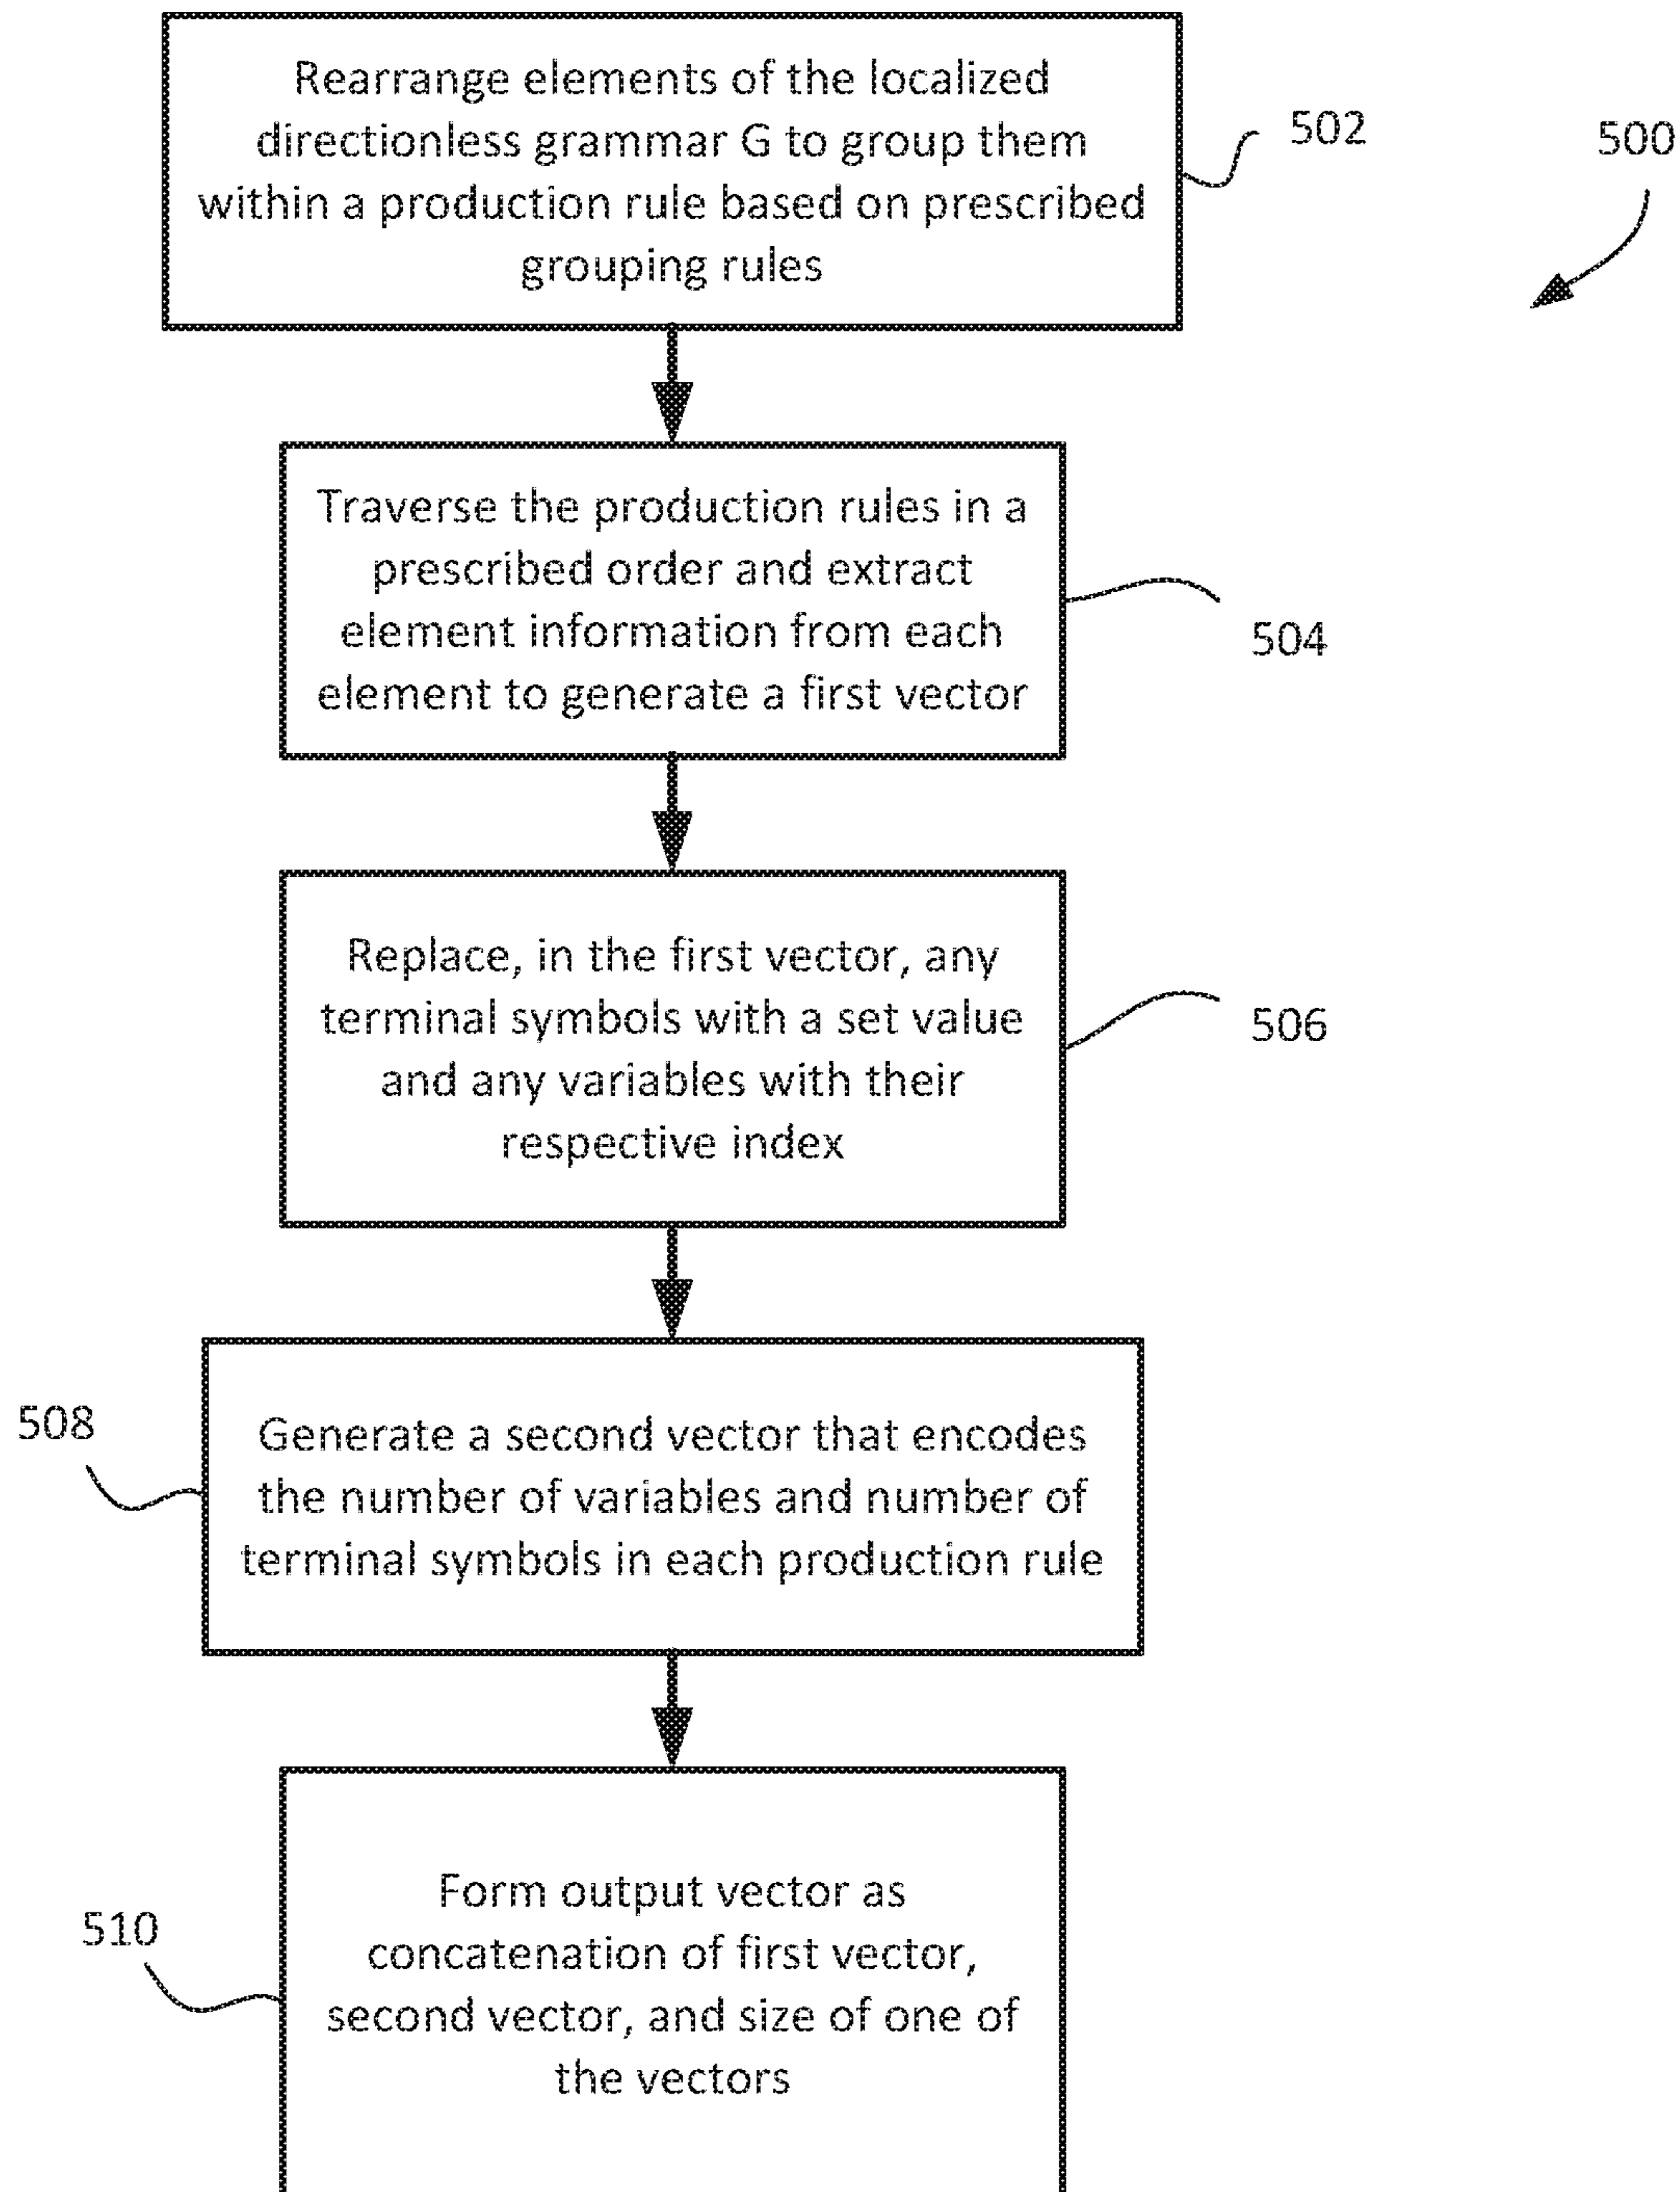 Rearrange elements of the localized
directionless grammar G to group them
within a production rule based on prescribed
grouping rules
502
500
Traverse the production rules in a
prescribed order and extract
element information from each
element to generate a first vector
504
Replace, in the first vector, any
terminal symbols with a set value
and any variables with their
respective index
506
508
Generate a second vector that encodes
the number of variables and number of
terminal symbols in each production rule
510
Form output vector as
concatenation of first vector,
second vector, and size of one of
the vectors